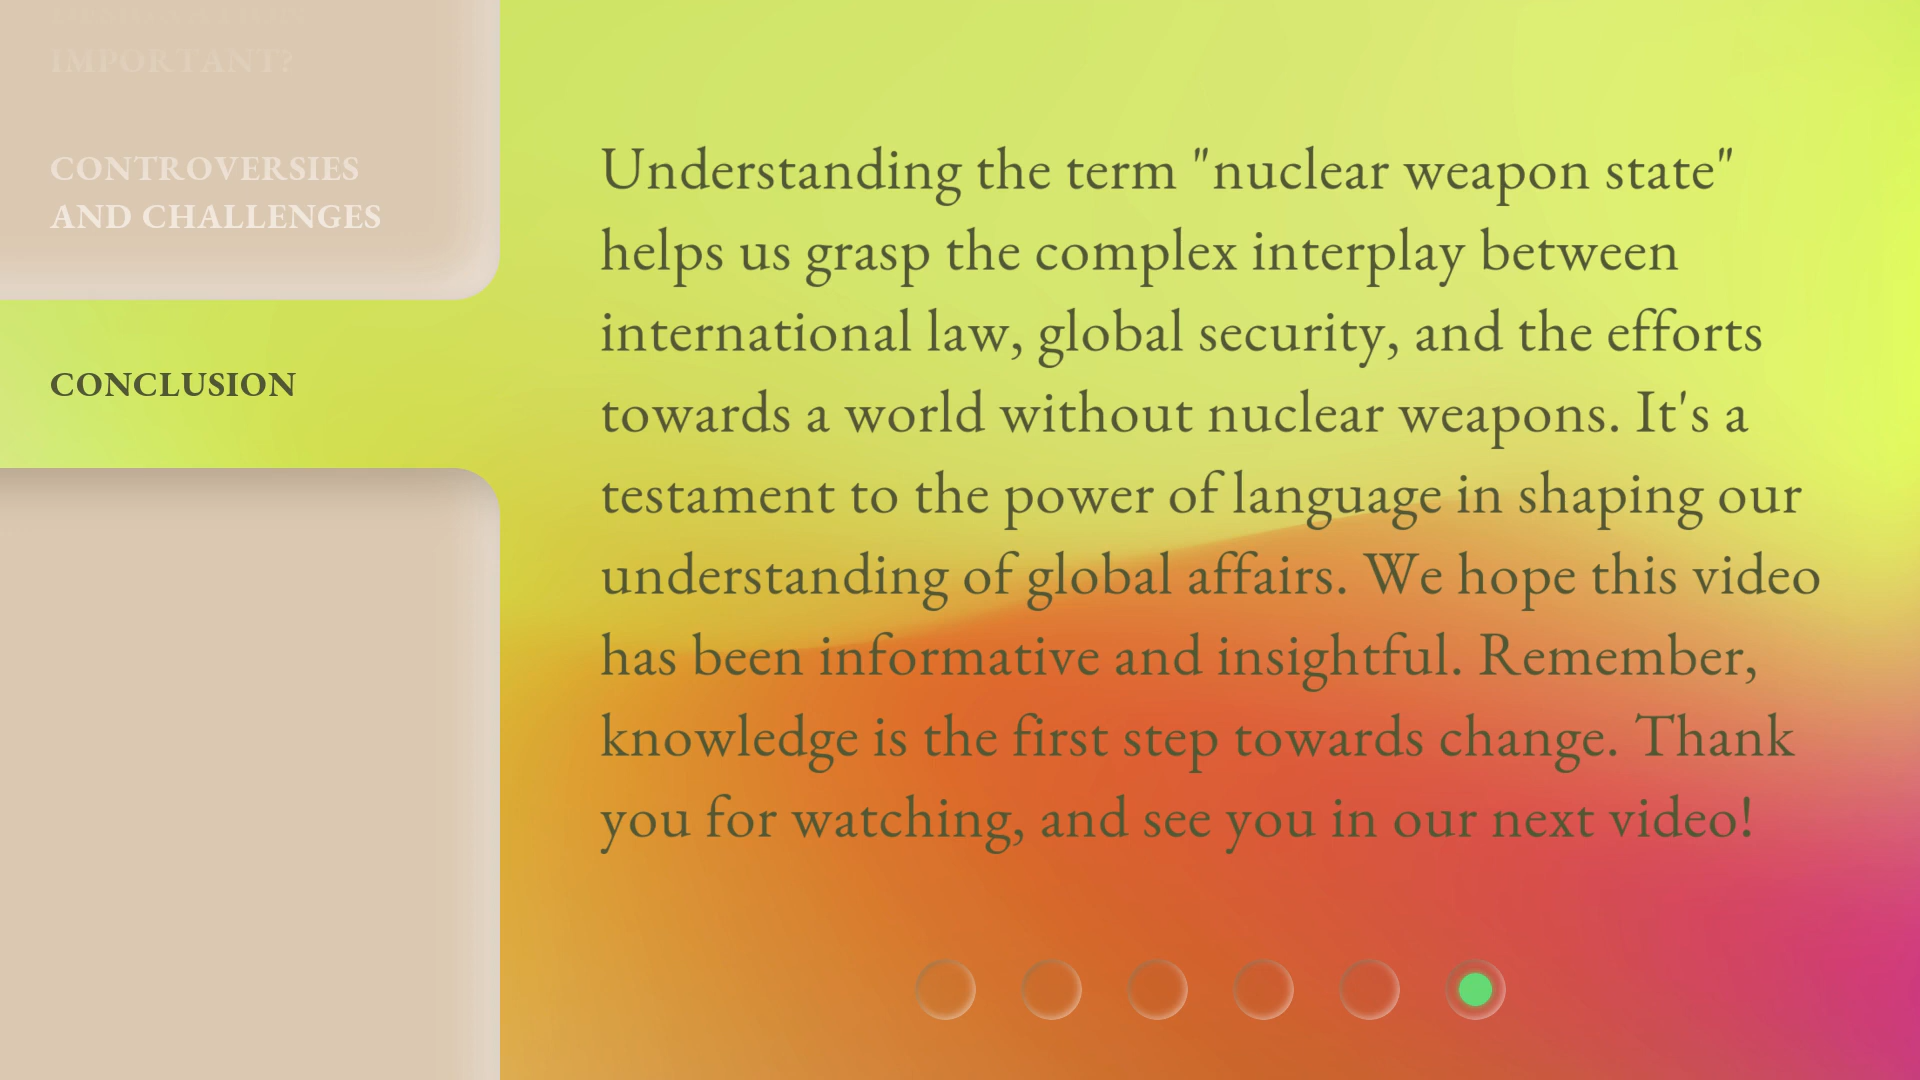 IMPORTANT?
CONTROVERSIES
AND CHALLENGES
CONCLUSION
Understanding the term "nuclear weapon state"
helps us grasp the complex interplay between
international law, global security, and the efforts
towards a world without nuclear weapons. It's a
testament to the power of language in shaping our
understanding of global affairs. We hope this video
has been informative and insightful. Remember,
knowledge is the first step towards change. Thank
you for watching, and see you in our next video!